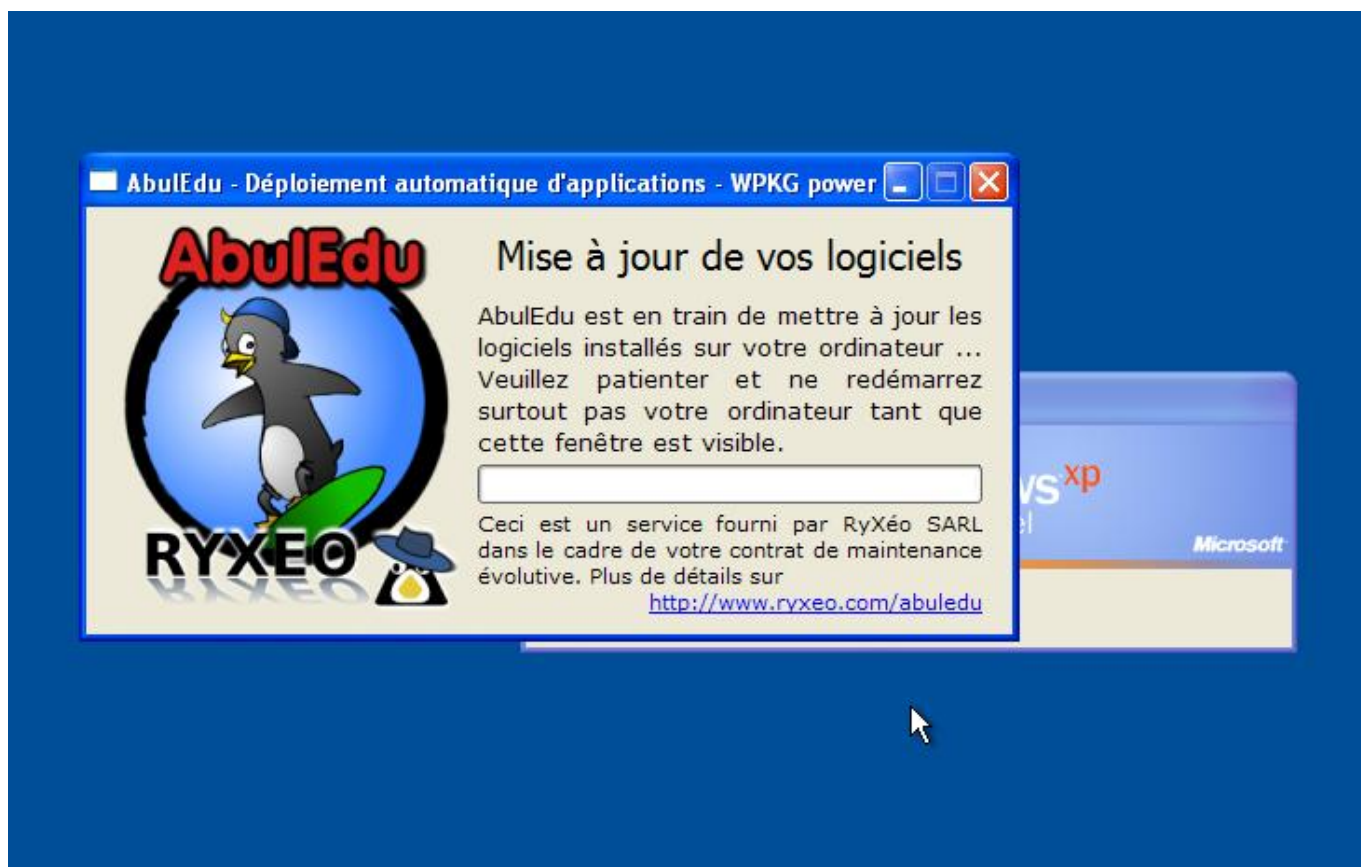 AbulEdu - Déploiement automatique d'applications - WPKG power
AbulEdu
Mise à jour de vos logiciels
AbulEdu est en train de mettre à jour les
logiciels installés sur votre ordinateur ...
Veuillez patienter et ne redémarrez
surtout pas votre ordinateur tant que
cette fenêtre est visible.
Ceci est un service fourni par RyXéo SARL
dans le cadre de votre contrat de maintenance
évolutive. Plus de détails sur
http://www.ryxeo.com/abuledu
RYXEO
xp
Microsoft